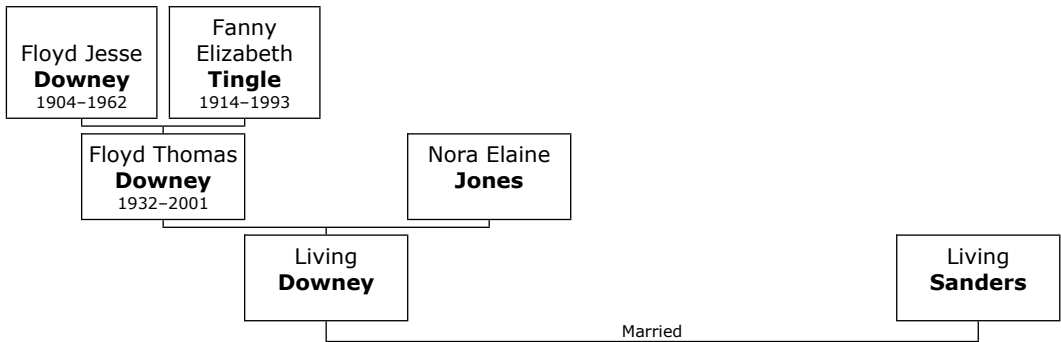 Floyd Jesse
Downey
1904–1962
Fanny
Elizabeth
Tingle
1914–1993
Floyd Thomas
Downey
1932–2001
Nora Elaine
Jones
Living
Downey
Living
Sanders
Married